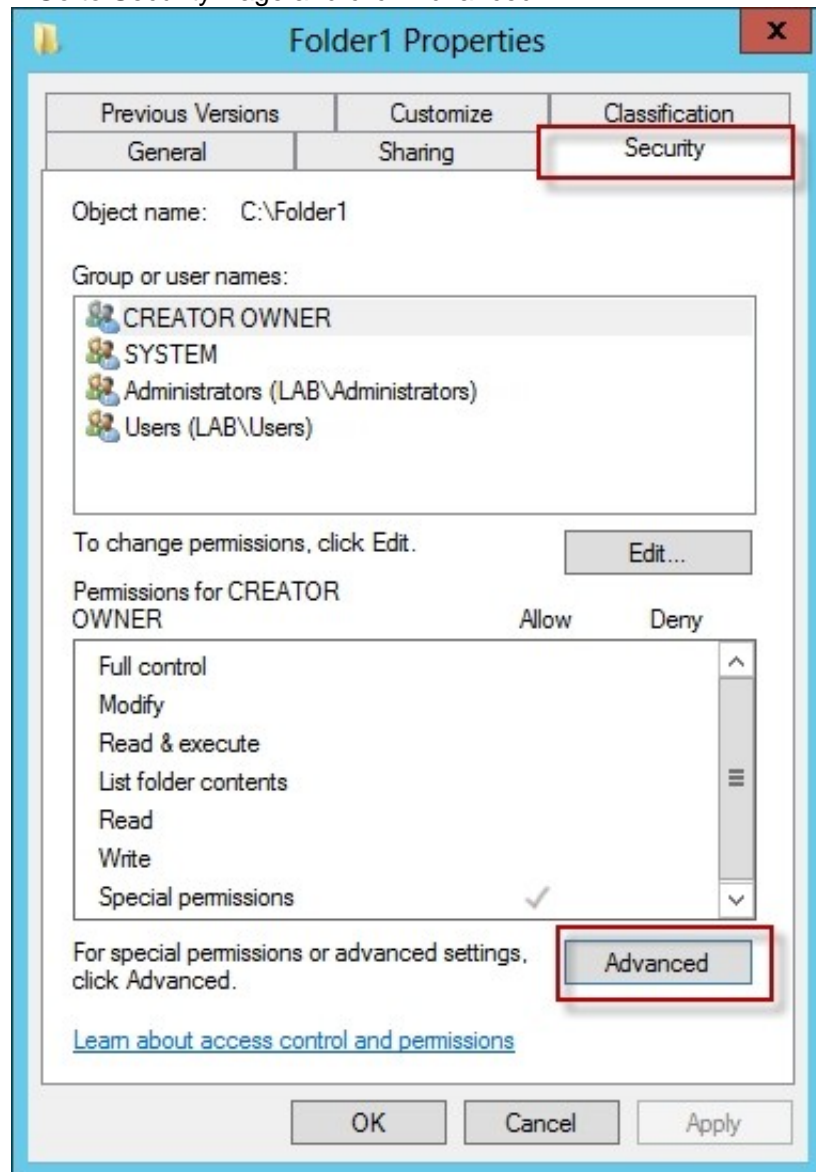 Folder1 Properties
x
Previous Versions Customize Classification
General Sharing Security
Object name: C:\Folder1
Group or user names:
CREATOR OWNER
SYSTEM
Administrators (LAB\Administrators)
Users (LAB\Users)
To change permissions, click Edit.
Edit...
Permissions for CREATOR
OWNER Allow Deny
Full control
Modify
Read & execute
List folder contents
Read
Write
Special permissions
For special permissions or advanced settings,
click Advanced.
Advanced
Learn about access control and permissions
OK Cancel Apply